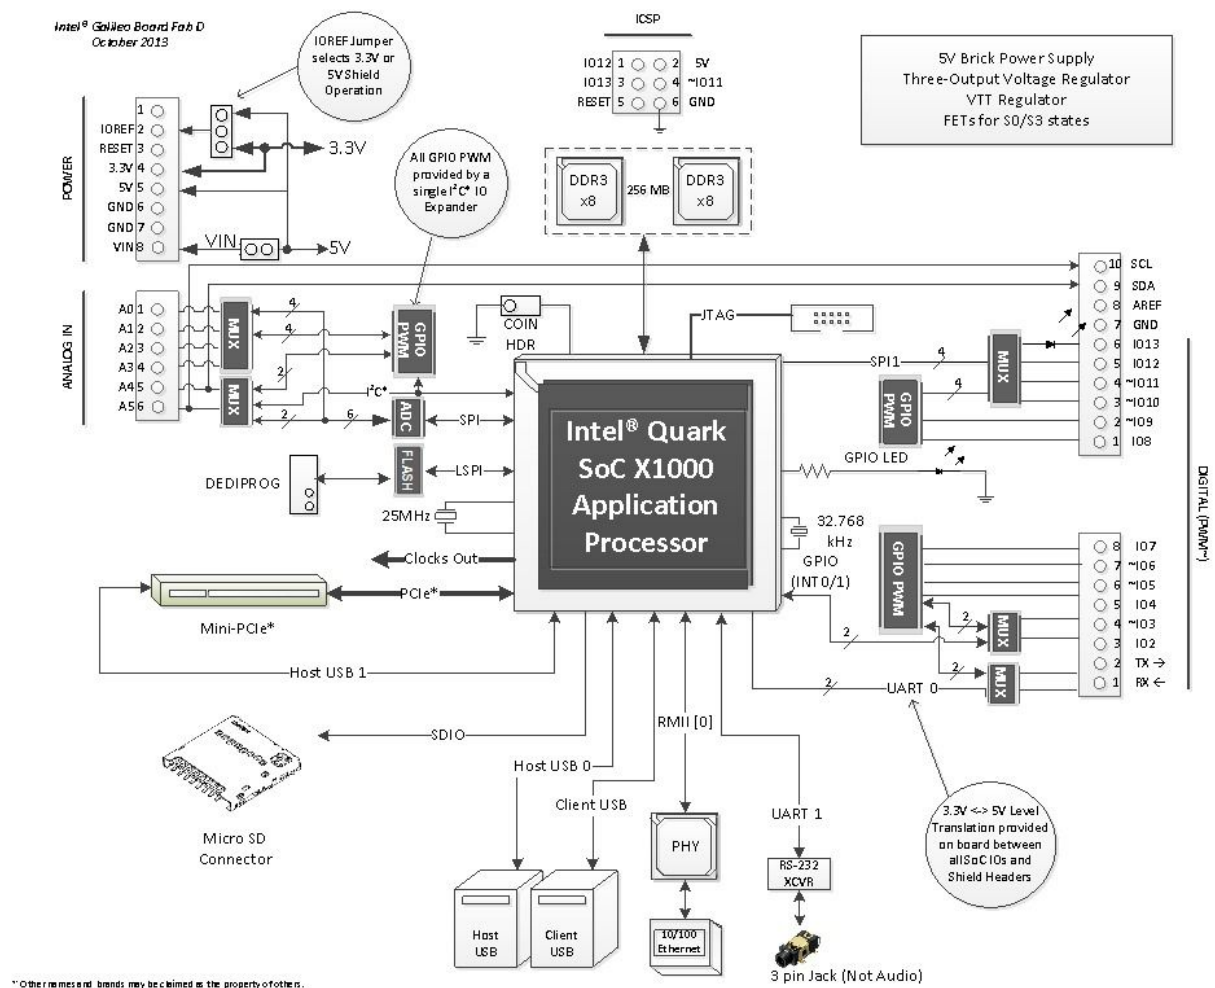 Intel® Galileo Board Fab D
October 2013
IOREF Jumper
selects 3.3V or
5V Shield
Operation
ICSP
IO12 1 2 5V
IO13 3 4 ~IO11
RESET 5 6 GND
5V Brick Power Supply
Three-Output Voltage Regulator
VTT Regulator
FETs for S0/S3 states
POWER
1
IOREF 2
RESET 3
3.3V 4
5V 5
GND 6
GND 7
VIN 8
3.3V
VIN
5V
All GPIO PWM
provided by a
single I²C* IO
Expander
DDR3
x8
256 MB
DDR3
x8
ANALOG IN
A0 1
A1 2
A2 3
A3 4
A4 5
A5 6
MUX
MUX
4
4
2
2
6
I²C*
GPIO
PWM
ADC
SPI
FLASH
LSPI
DEDIPROG
25MHz
COIN
HDR
JTAG
Intel® Quark
SoC X1000
Application
Processor
SPI1
4
4
MUX
GPIO
PWM
10 SCL
9 SDA
8 AREF
7 GND
6 IO13
5 IO12
4 ~IO11
3 ~IO10
2 ~IO9
1 IO8
GPIO LED
DIGITAL (PWM~)
32.768
kHz
GPIO
(INT0/1)
GPIO PWM
8 IO7
7 ~IO6
6 ~IO5
5 IO4
4 ~IO3
3 IO2
2 TX →
1 RX ←
2
2
MUX
2
MUX
2
UART 0
Clocks Out
PCIe*
Mini-PCIe*
Host USB 1
SDIO
Micro SD
Connector
Host USB 0
Client USB
RMII [0]
UART 1
PHY
RS-232
XCVR
Host
USB
Client
USB
10/100
Ethernet
3 pin Jack (Not Audio)
3.3V <-> 5V Level
Translation provided
on board between
all SoC IOs and
Shield Headers
* Other names and brands may be claimed as the property of others.